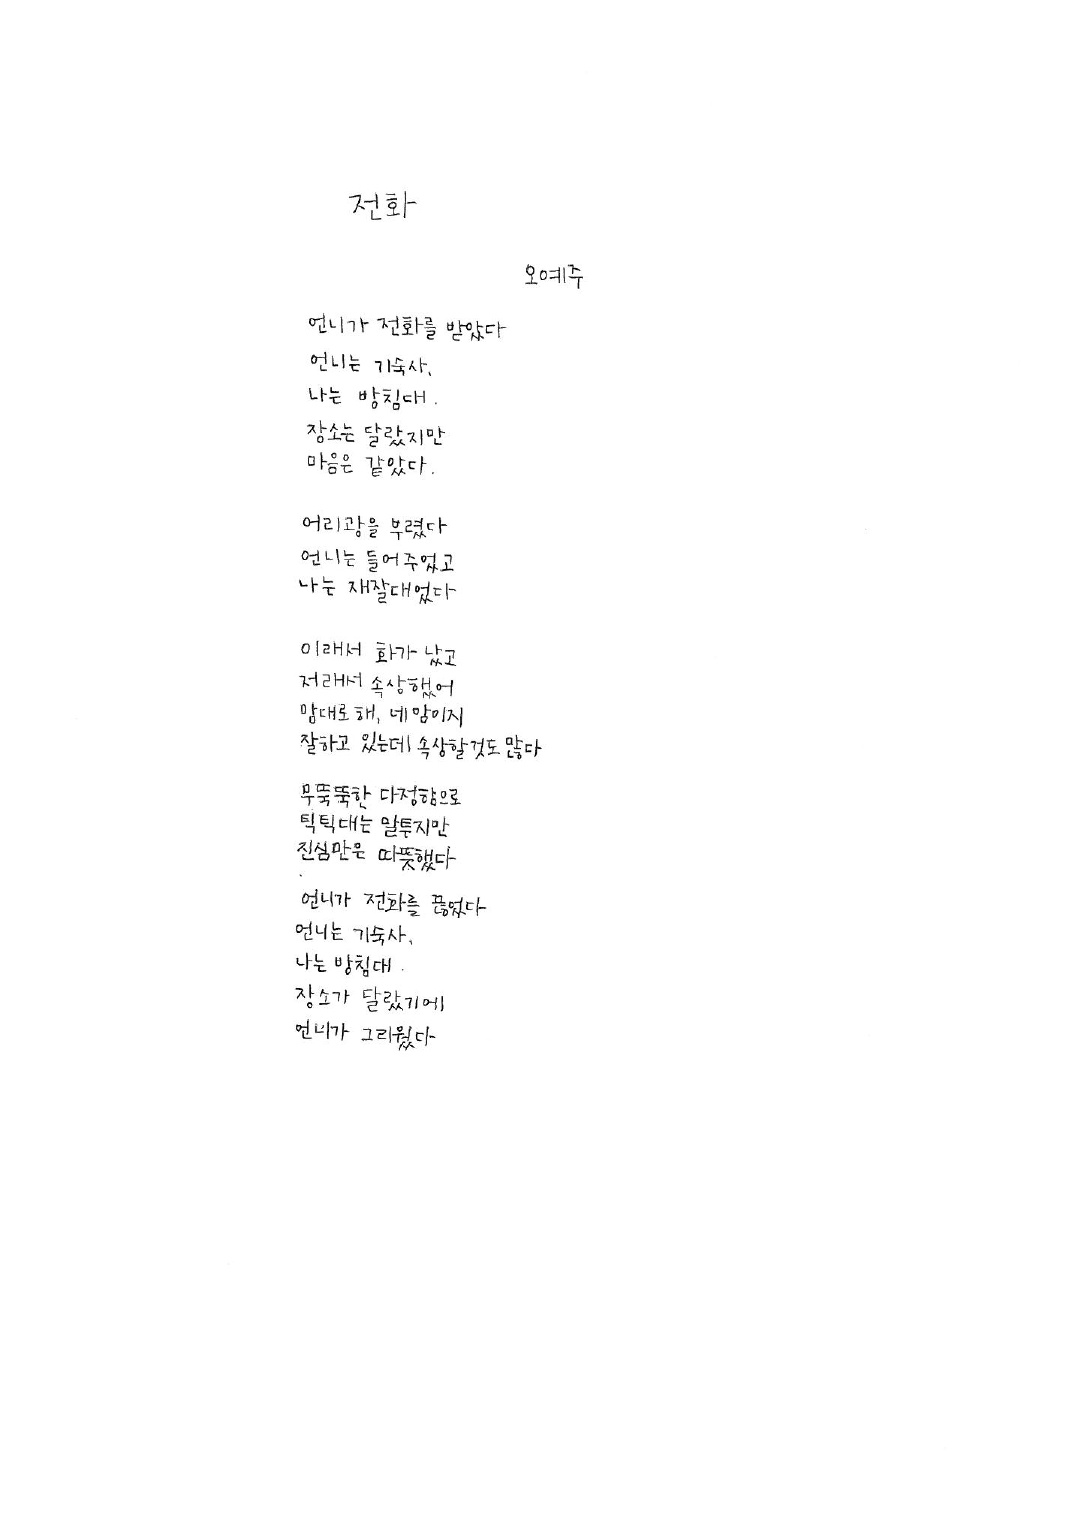 전화
오예주
언니가 전화를 받았다
언니는 기숙사,
나는 방침대.
장소는 달랐지만
마음은 같았다.
어리광을 부렸다
언니는 들어주었고
나는 재잘대었다
이래서 화가 났고
저래서 속상했어
맘대로해, 네맘이지
잘하고 있는데 속상할것도 많다
무뚝뚝한 다정함으로
틱틱대는 말투지만
진심만은 따뜻했다
언니가 전화를 끊었다
언니는 기숙사,
나는 방침대.
장소가 달랐기에
언니가 그리웠다